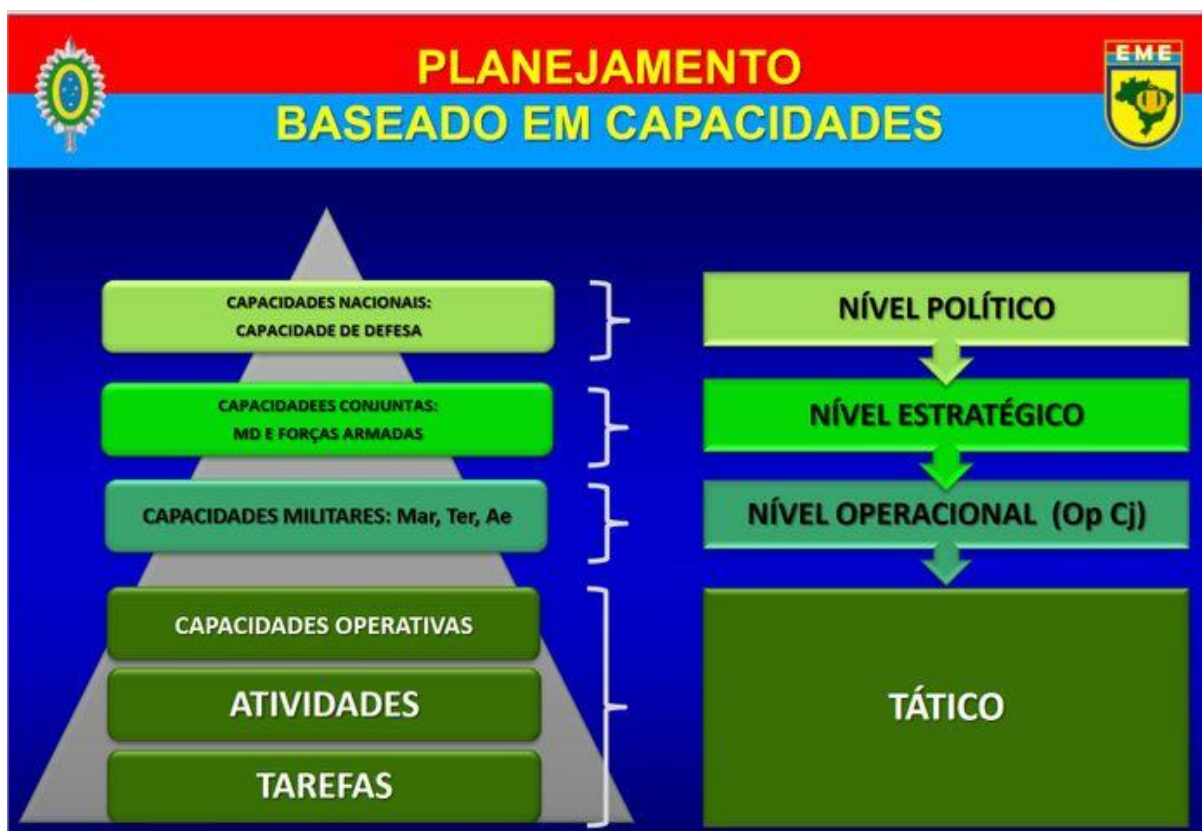 PLANEJAMENTO
BASEADO EM CAPACIDADES
EME
CAPACIDADES NACIONAIS:
CAPACIDADE DE DEFESA
CAPACIDADEES CONJUNTAS:
MD E FORÇAS ARMADAS
CAPACIDADES MILITARES: Mar, Ter, Ae
CAPACIDADES OPERATIVAS
ATIVIDADES
TAREFAS
NÍVEL POLÍTICO
NÍVEL ESTRATÉGICO
NÍVEL OPERACIONAL (Op Cj)
TÁTICO